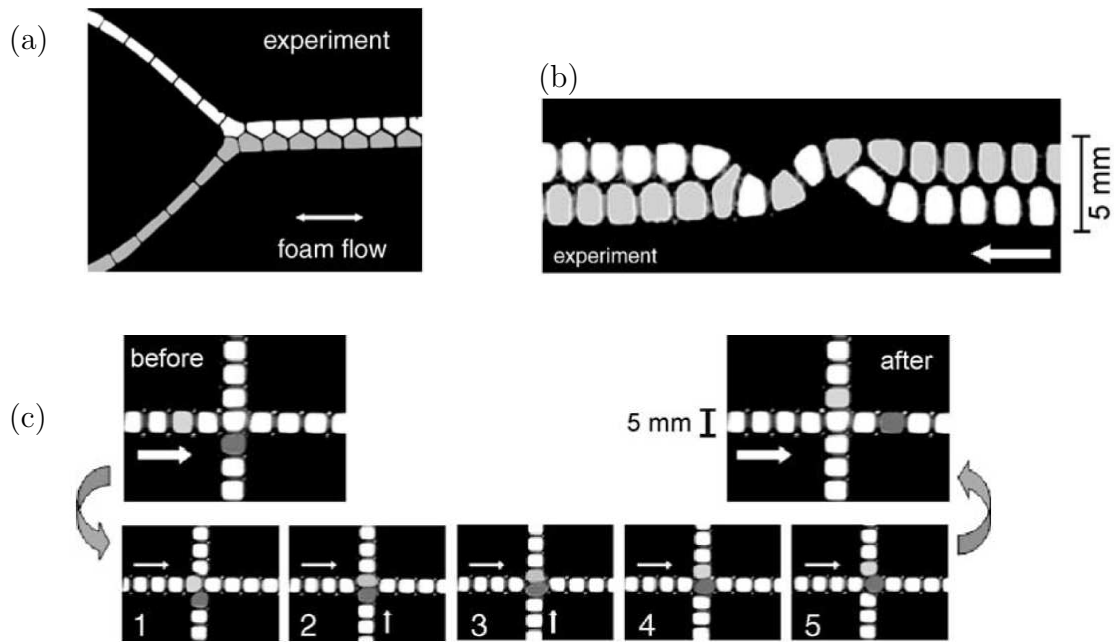 (a)
experiment
foam flow
(b)
5 mm
experiment
(c)
before
after
5 mm
1
2
3
4
5